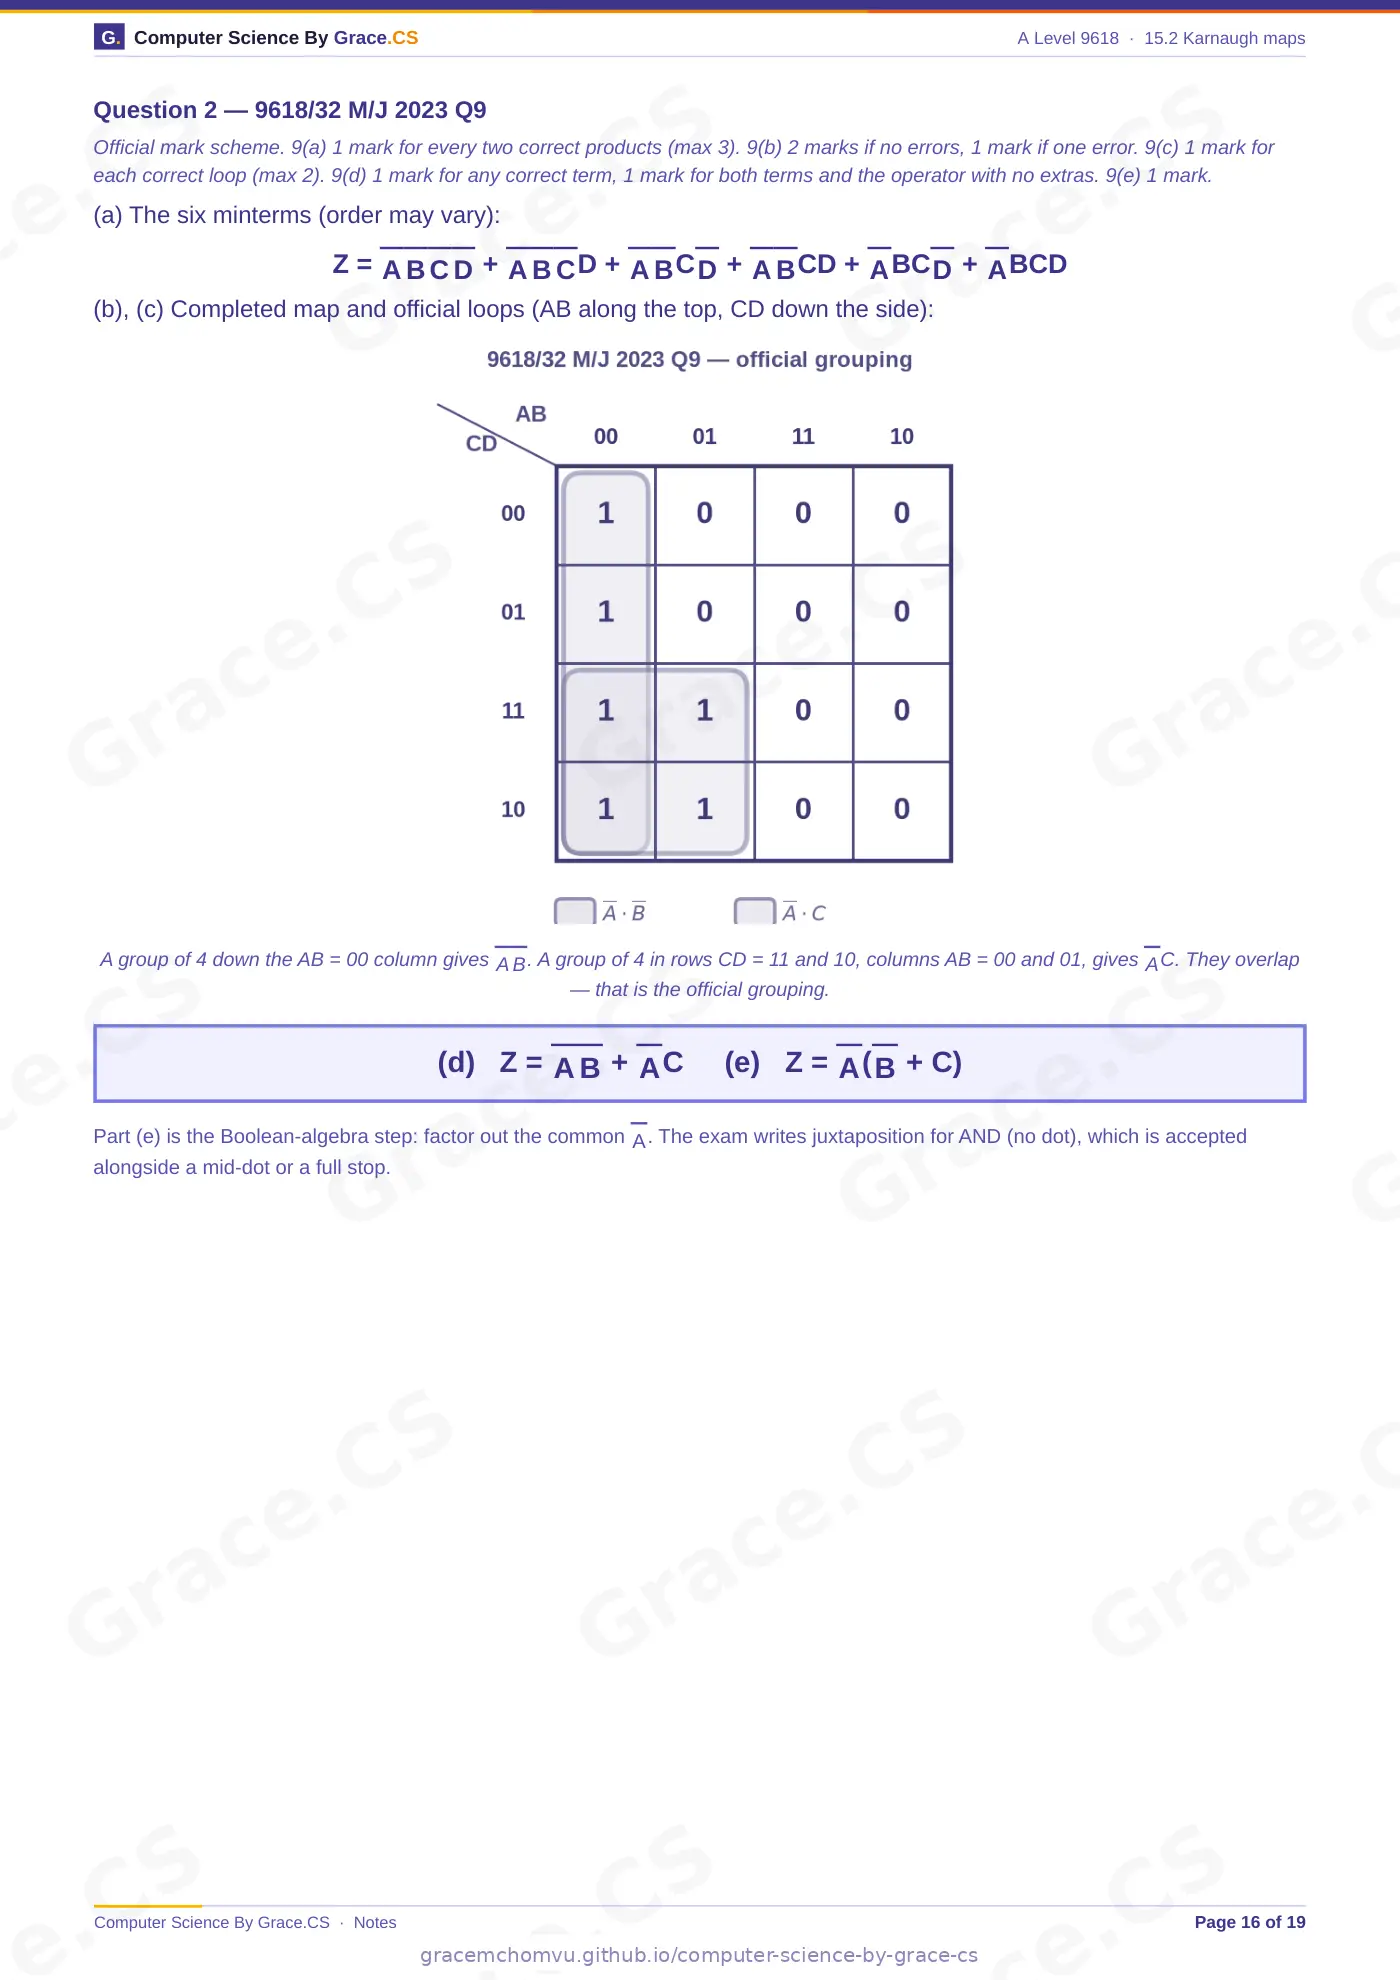 G. Computer Science By Grace.CS
A Level 9618 · 15.2 Karnaugh maps
Question 2 — 9618/32 M/J 2023 Q9
Official mark scheme. 9(a) 1 mark for every two correct products (max 3). 9(b) 2 marks if no errors, 1 mark if one error. 9(c) 1 mark for
each correct loop (max 2). 9(d) 1 mark for any correct term, 1 mark for both terms and the operator with no extras. 9(e) 1 mark.
(a) The six minterms (order may vary):
Z = A̅ B̅ C̅ D̅ + A̅ B̅ C̅D + A̅ B̅CD̅ + A̅ B̅CD + A̅BCD̅ + A̅BCD
(b), (c) Completed map and official loops (AB along the top, CD down the side):
9618/32 M/J 2023 Q9 — official grouping
AB
CD 00 01 11 10
00 1 0 0 0
01 1 0 0 0
11 1 1 0 0
10 1 1 0 0
A̅ · B̅ A̅ · C
A group of 4 down the AB = 00 column gives A̅ B̅. A group of 4 in rows CD = 11 and 10, columns AB = 00 and 01, gives A̅C. They overlap
— that is the official grouping.
(d) Z = A̅ B̅ + A̅C (e) Z = A̅(B̅ + C)
Part (e) is the Boolean-algebra step: factor out the common A̅. The exam writes juxtaposition for AND (no dot), which is accepted
alongside a mid-dot or a full stop.
Computer Science By Grace.CS · Notes
Page 16 of 19
gracemchomvu.github.io/computer-science-by-grace-cs